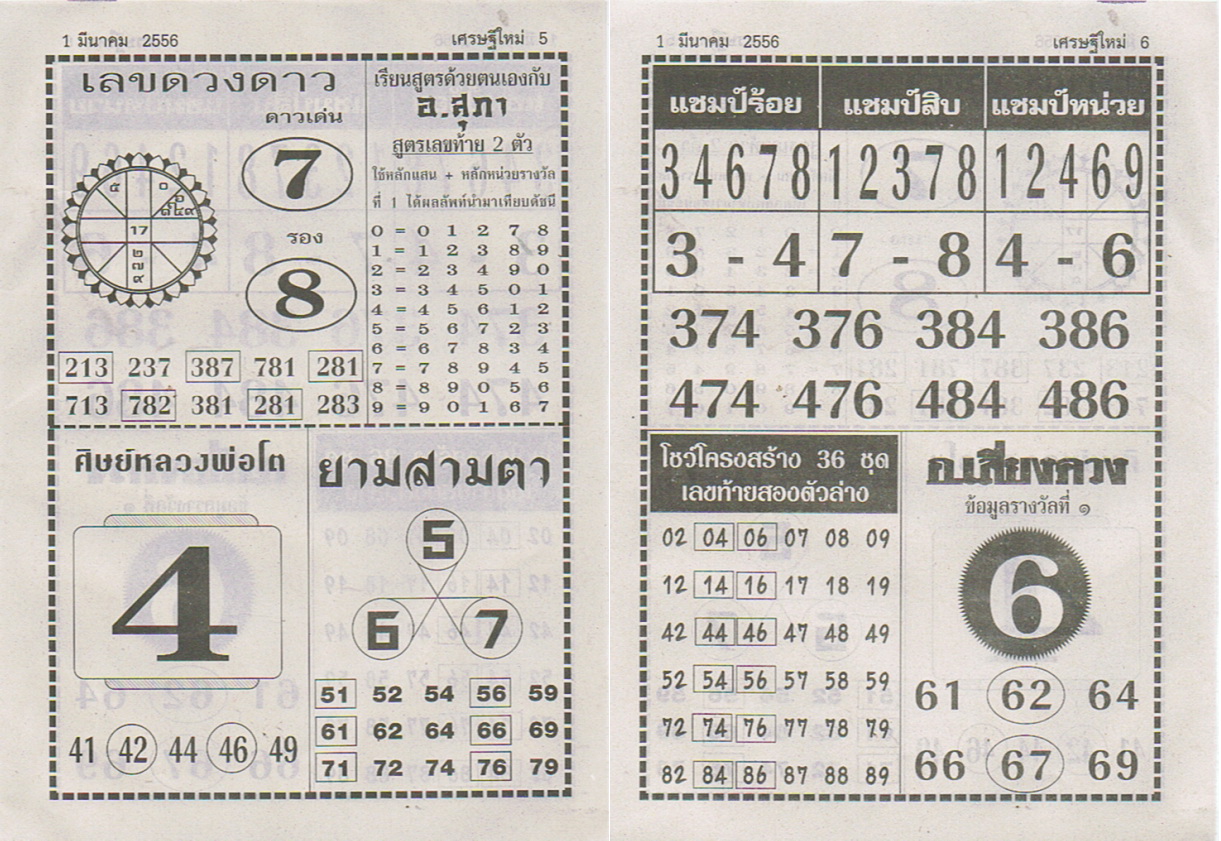 1 มีนาคม 2556
เศรษฐีใหม่ 5
เลขดวงดาว
ดาวเด่น
7
๕ ๐
๖
๘๔๙
17
๒
๗
๙
รอง
8
213 237 387 781 281
713 782 381 281 283
เรียนสูตรด้วยตนเองกับ
อ.สุภา
สูตรเลขท้าย 2 ตัว
ใช้หลักแสน + หลักหน่วยรางวัล
ที่ 1 ได้ผลลัพท์นำมาเทียบดัชนี
0 = 0 1 2 7 8
1 = 1 2 3 8 9
2 = 2 3 4 9 0
3 = 3 4 5 0 1
4 = 4 5 6 1 2
5 = 5 6 7 2 3
6 = 6 7 8 3 4
7 = 7 8 9 4 5
8 = 8 9 0 5 6
9 = 9 0 1 6 7
ศิษย์หลวงพ่อโต
4
41 42 44 46 49
ยามสามตา
5
6 7
51 52 54 56 59
61 62 64 66 69
71 72 74 76 79
1 มีนาคม 2556
เศรษฐีใหม่ 6
แชมป์ร้อย แชมป์สิบ แชมป์หน่วย
34678 12378 12469
3 - 4 7 - 8 4 - 6
374 376 384 386
474 476 484 486
โชว์โครงสร้าง 36 ชุด
เลขท้ายสองตัวล่าง
02 04 06 07 08 09
12 14 16 17 18 19
42 44 46 47 48 49
52 54 56 57 58 59
72 74 76 77 78 79
82 84 86 87 88 89
อ.เสี่ยงดวง
ข้อมูลรางวัลที่ ๑
6
61 62 64
66 67 69